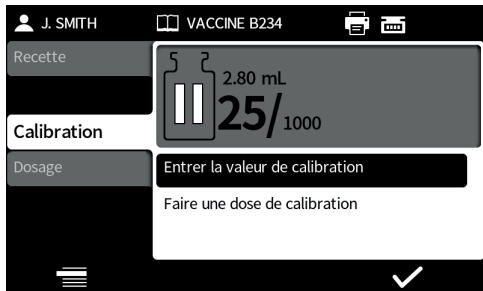 J. SMITH
VACCINE B234
Recette
2.80 mL
25/1000
Calibration
Dosage
Entrer la valeur de calibration
Faire une dose de calibration